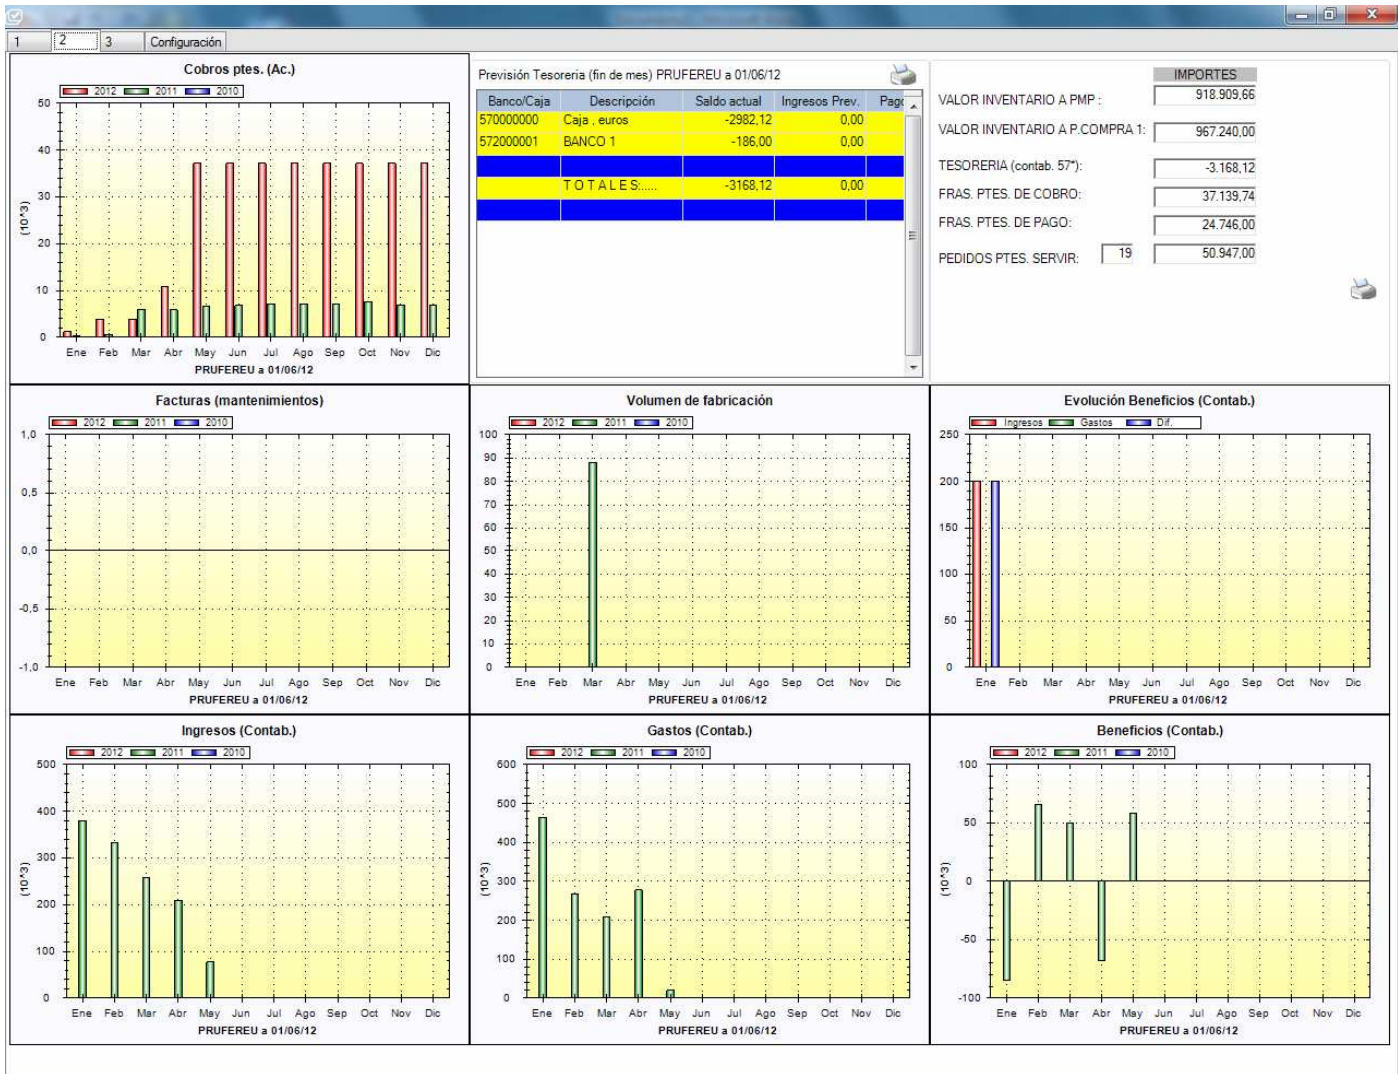 1 2 3 Configuración
Cobros ptes. (Ac.)
2012 2011 2010
50
40
30
20
10
0
(10^3)
Ene Feb Mar Abr May Jun Jul Ago Sep Oct Nov Dic
PRUFEREU a 01/06/12
Previsión Tesoreria (fin de mes) PRUFEREU a 01/06/12
Banco/Caja Descripción Saldo actual Ingresos Prev. Pago
570000000 Caja , euros -2982,12 0,00
572000001 BANCO 1 -186,00 0,00
T O T A L E S:..... -3168,12 0,00
IMPORTES
VALOR INVENTARIO A PMP : 918.909,66
VALOR INVENTARIO A P.COMPRA 1: 967.240,00
TESORERIA (contab. 57*): -3.168,12
FRAS. PTES. DE COBRO: 37.139,74
FRAS. PTES. DE PAGO: 24.746,00
PEDIDOS PTES. SERVIR: 19 50.947,00
Facturas (mantenimientos)
2012 2011 2010
1,0
0,5
0,0
-0,5
-1,0
Ene Feb Mar Abr May Jun Jul Ago Sep Oct Nov Dic
PRUFEREU a 01/06/12
Volumen de fabricación
2012 2011 2010
100
90
80
70
60
50
40
30
20
10
0
Ene Feb Mar Abr May Jun Jul Ago Sep Oct Nov Dic
PRUFEREU a 01/06/12
Evolución Beneficios (Contab.)
Ingresos Gastos Dif.
250
200
150
100
50
0
Ene Feb Mar Abr May Jun Jul Ago Sep Oct Nov Dic
PRUFEREU a 01/06/12
Ingresos (Contab.)
2012 2011 2010
500
400
300
200
100
0
(10^3)
Ene Feb Mar Abr May Jun Jul Ago Sep Oct Nov Dic
PRUFEREU a 01/06/12
Gastos (Contab.)
2012 2011 2010
600
500
400
300
200
100
0
(10^3)
Ene Feb Mar Abr May Jun Jul Ago Sep Oct Nov Dic
PRUFEREU a 01/06/12
Beneficios (Contab.)
2012 2011 2010
100
50
0
-50
-100
(10^3)
Ene Feb Mar Abr May Jun Jul Ago Sep Oct Nov Dic
PRUFEREU a 01/06/12